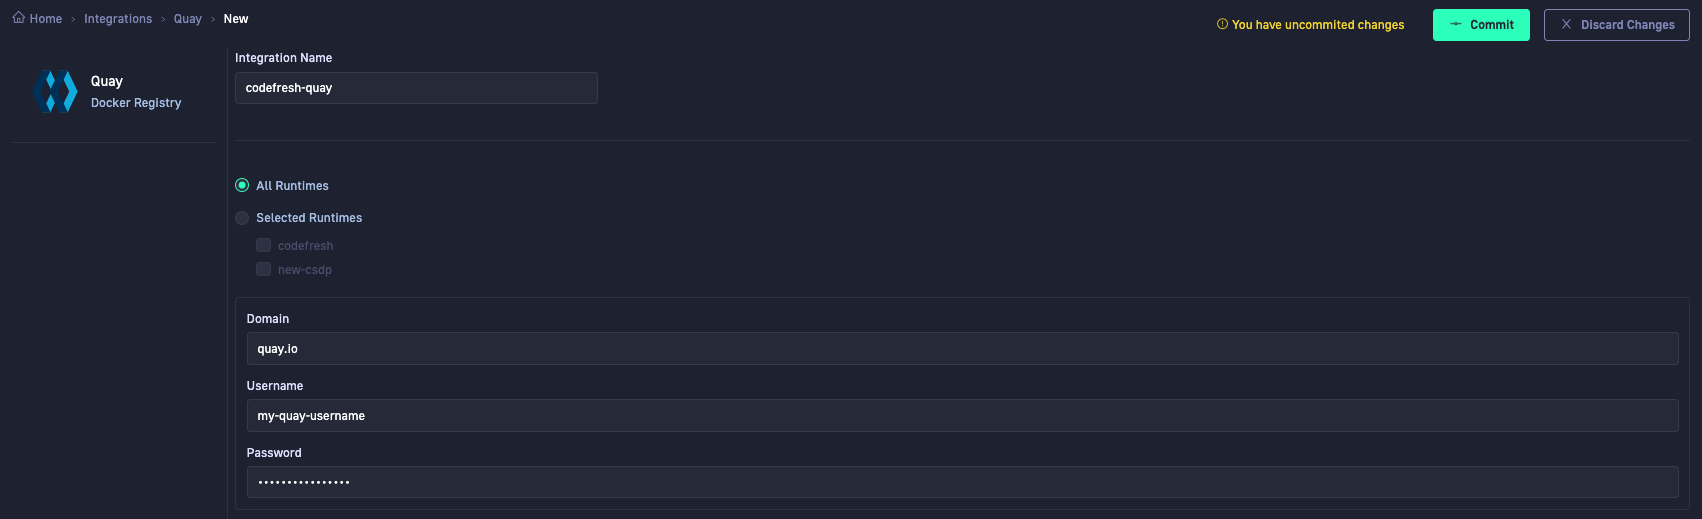 Home › Integrations › Quay › New
You have uncommited changes
Commit
Discard Changes
Quay
Docker Registry
Integration Name
codefresh-quay
All Runtimes
Selected Runtimes
codefresh
new-csdp
Domain
quay.io
Username
my-quay-username
Password
••••••••••••••••